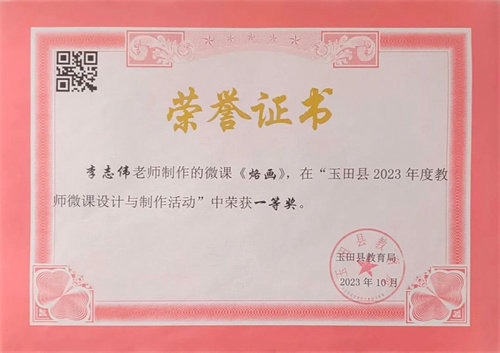 荣誉证书
李志伟老师制作的微课《烙画》，在“玉田县2023年度教
师微课设计与制作活动”中荣获一等奖。
玉田县教育局
2023年10月